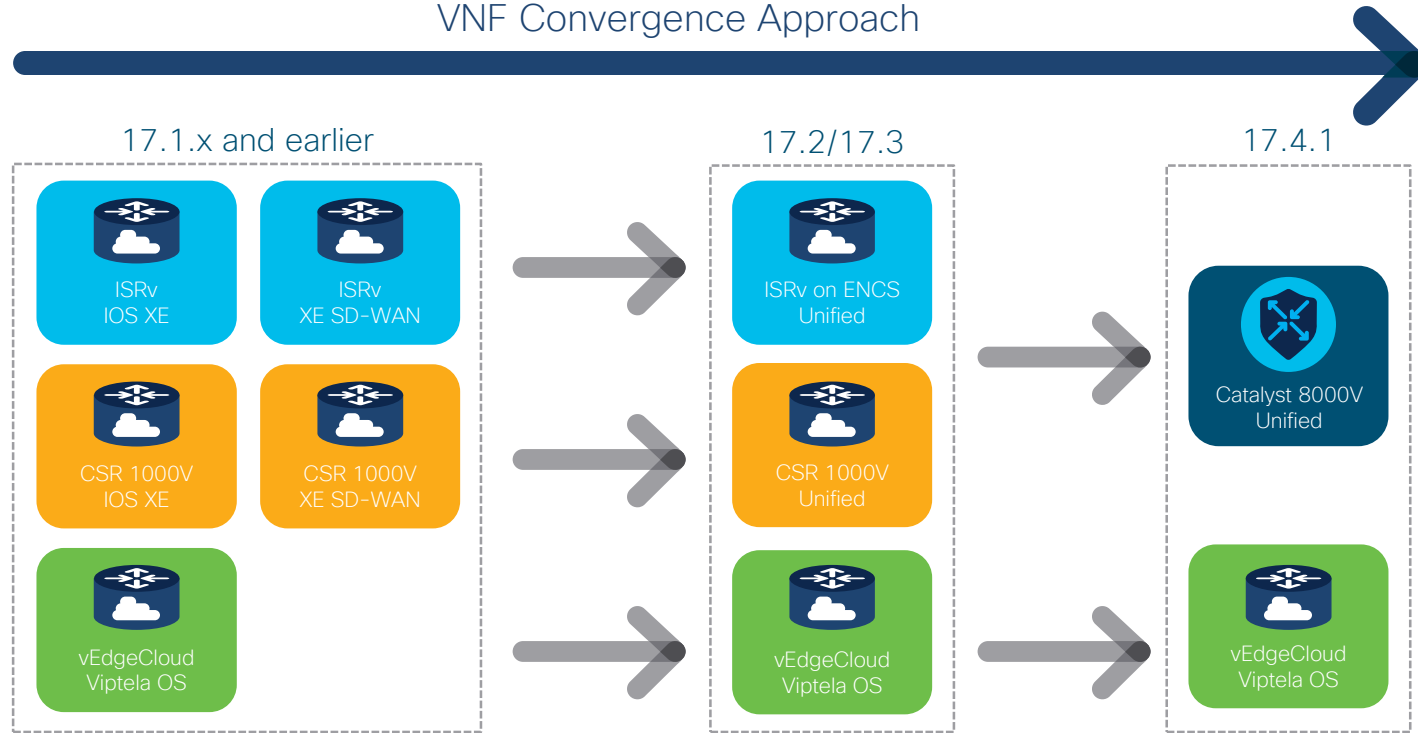 VNF Convergence Approach
17.1.x and earlier
ISRv
IOS XE
ISRv
XE SD-WAN
CSR 1000V
IOS XE
CSR 1000V
XE SD-WAN
vEdgeCloud
Viptela OS
17.2/17.3
ISRv on ENCS
Unified
CSR 1000V
Unified
vEdgeCloud
Viptela OS
17.4.1
Catalyst 8000V
Unified
vEdgeCloud
Viptela OS